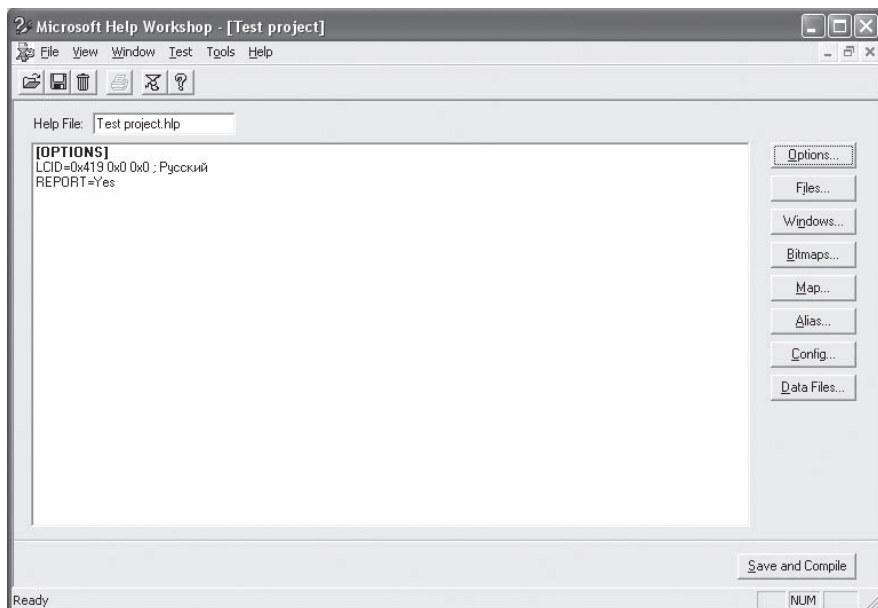 Microsoft Help Workshop - [Test project]
File View Window Test Tools Help
Help File: Test project.hlp
[OPTIONS]
LCID=0x419 0x0 0x0 ; Русский
REPORT=Yes
Options...
Files...
Windows...
Bitmaps...
Map...
Alias...
Config...
Data Files...
Save and Compile
Ready NUM